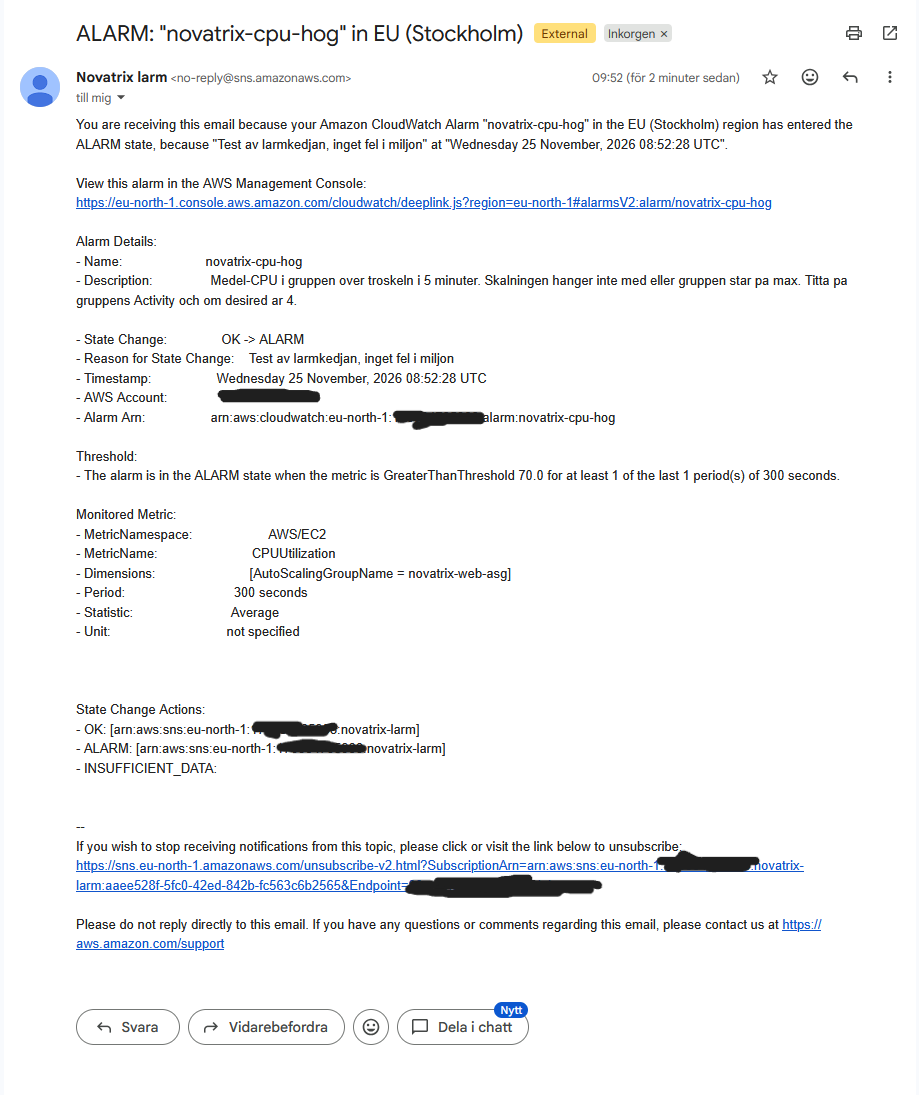 ALARM: "novatrix-cpu-hog" in EU (Stockholm) External Inkorgen ×
Novatrix larm <no-reply@sns.amazonaws.com> 09:52 (för 2 minuter sedan)
till mig
You are receiving this email because your Amazon CloudWatch Alarm "novatrix-cpu-hog" in the EU (Stockholm) region has entered the
ALARM state, because "Test av larmkedjan, inget fel i miljon" at "Wednesday 25 November, 2026 08:52:28 UTC".
View this alarm in the AWS Management Console:
https://eu-north-1.console.aws.amazon.com/cloudwatch/deeplink.js?region=eu-north-1#alarmsV2:alarm/novatrix-cpu-hog
Alarm Details:
- Name: novatrix-cpu-hog
- Description: Medel-CPU i gruppen over troskeln i 5 minuter. Skalningen hanger inte med eller gruppen star pa max. Titta pa
gruppens Activity och om desired ar 4.
- State Change: OK -> ALARM
- Reason for State Change: Test av larmkedjan, inget fel i miljon
- Timestamp: Wednesday 25 November, 2026 08:52:28 UTC
- AWS Account:
- Alarm Arn: arn:aws:cloudwatch:eu-north-1: alarm:novatrix-cpu-hog
Threshold:
- The alarm is in the ALARM state when the metric is GreaterThanThreshold 70.0 for at least 1 of the last 1 period(s) of 300 seconds.
Monitored Metric:
- MetricNamespace: AWS/EC2
- MetricName: CPUUtilization
- Dimensions: [AutoScalingGroupName = novatrix-web-asg]
- Period: 300 seconds
- Statistic: Average
- Unit: not specified
State Change Actions:
- OK: [arn:aws:sns:eu-north-1: :novatrix-larm]
- ALARM: [arn:aws:sns:eu-north-1: novatrix-larm]
- INSUFFICIENT_DATA:
--
If you wish to stop receiving notifications from this topic, please click or visit the link below to unsubscribe:
https://sns.eu-north-1.amazonaws.com/unsubscribe-v2.html?SubscriptionArn=arn:aws:sns:eu-north-1: :novatrix-
larm:aaee528f-5fc0-42ed-842b-fc563c6b2565&Endpoint=
Please do not reply directly to this email. If you have any questions or comments regarding this email, please contact us at https://
aws.amazon.com/support
Nytt
Svara Vidarebefordra Dela i chatt